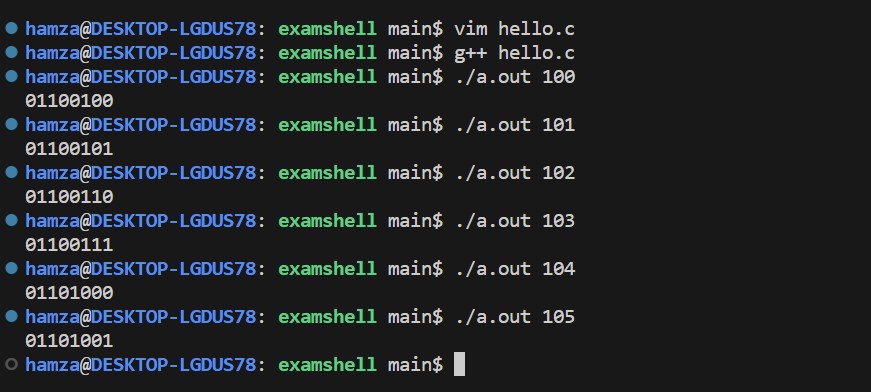 hamza@DESKTOP-LGDUS78: examshell main$ vim hello.c
hamza@DESKTOP-LGDUS78: examshell main$ g++ hello.c
hamza@DESKTOP-LGDUS78: examshell main$ ./a.out 100
01100100
hamza@DESKTOP-LGDUS78: examshell main$ ./a.out 101
01100101
hamza@DESKTOP-LGDUS78: examshell main$ ./a.out 102
01100110
hamza@DESKTOP-LGDUS78: examshell main$ ./a.out 103
01100111
hamza@DESKTOP-LGDUS78: examshell main$ ./a.out 104
01101000
hamza@DESKTOP-LGDUS78: examshell main$ ./a.out 105
01101001
hamza@DESKTOP-LGDUS78: examshell main$